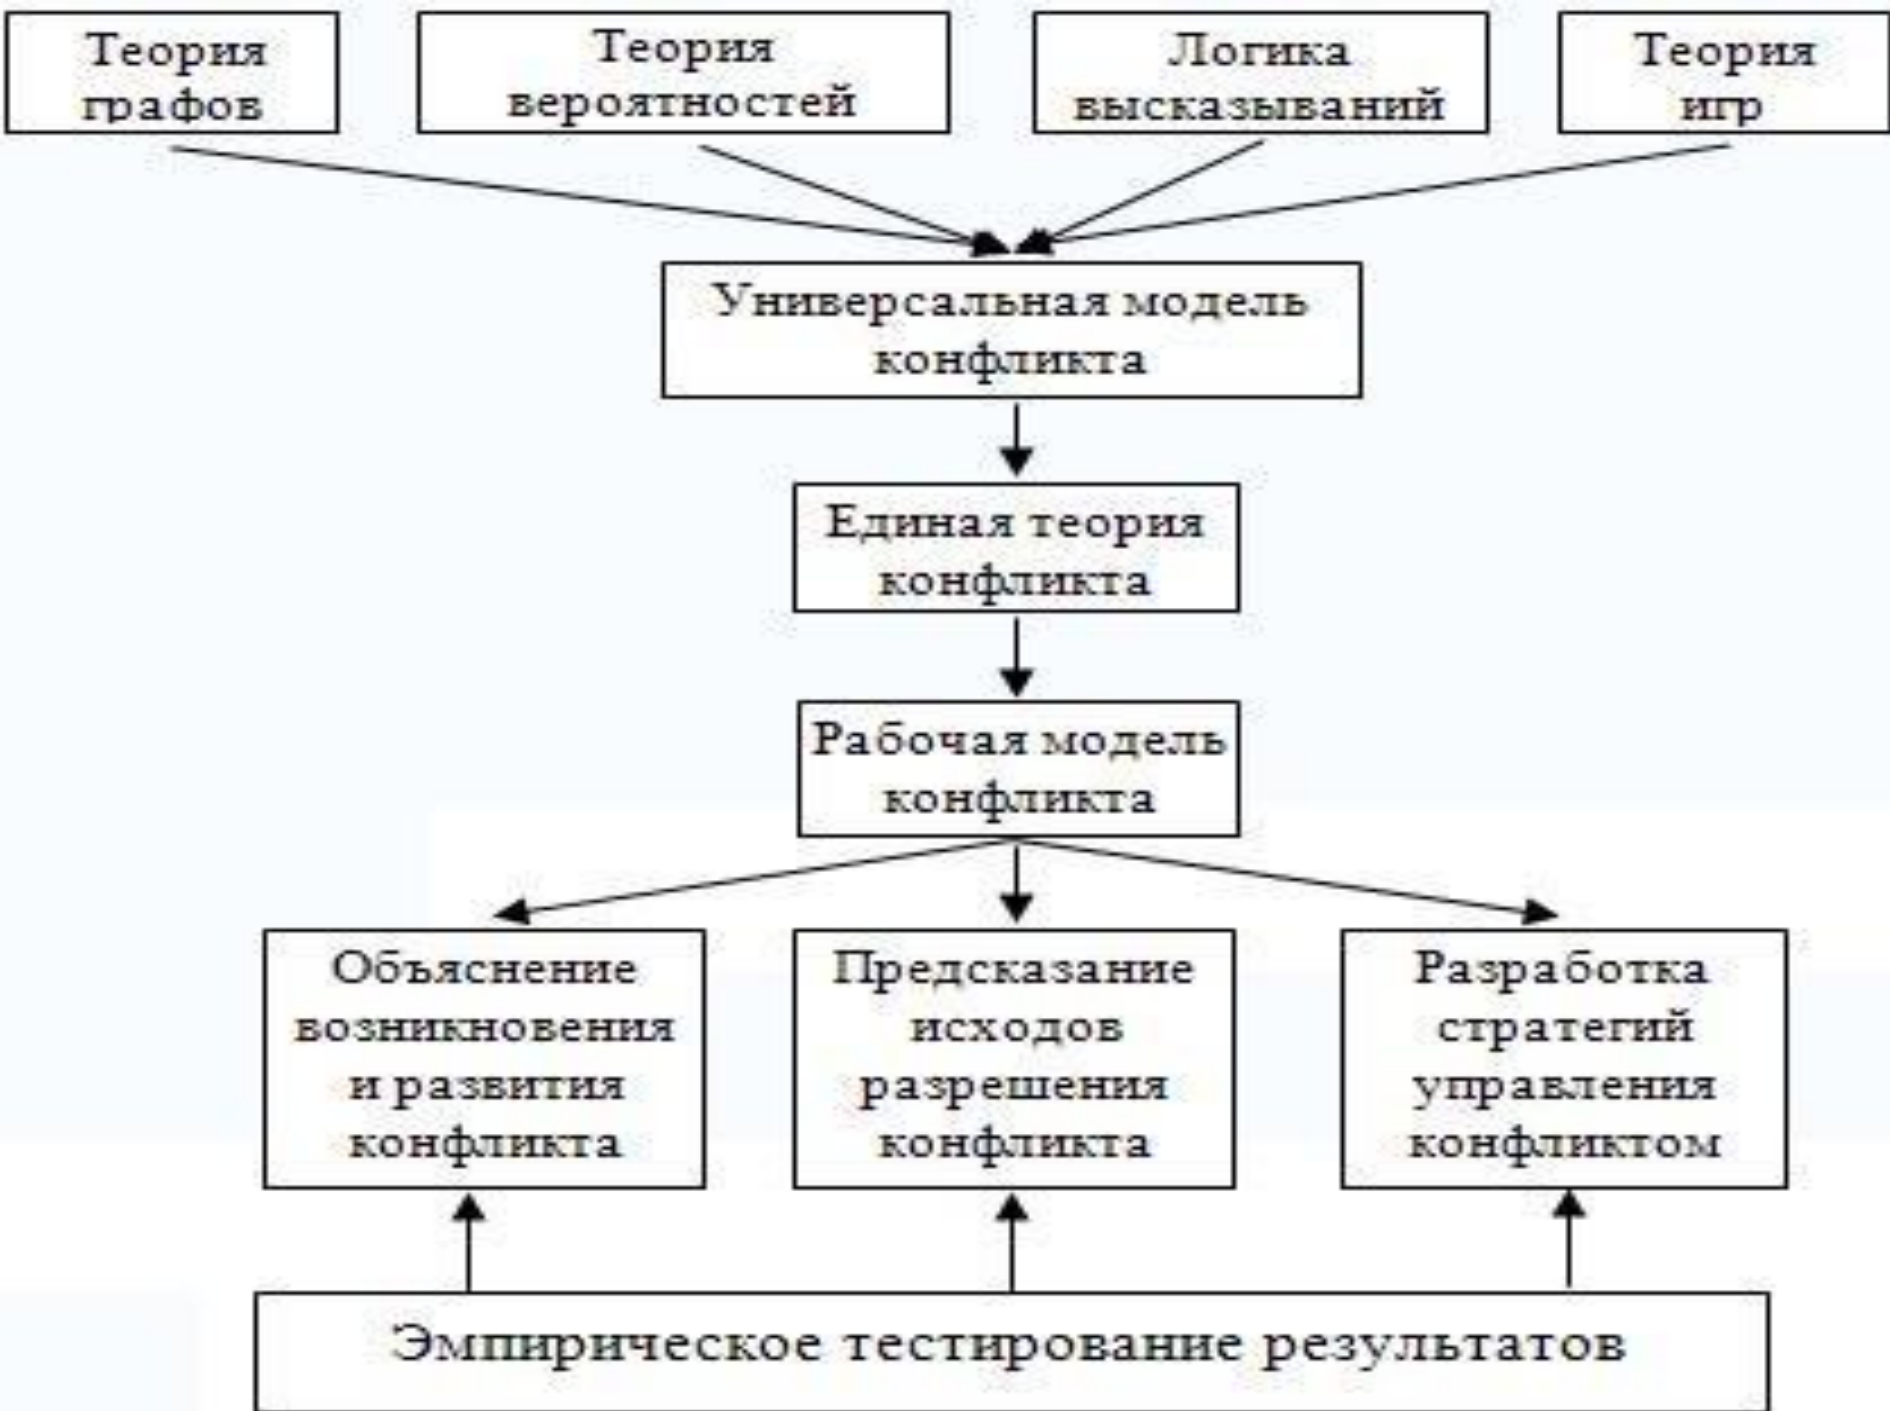 Теория
графов
Теория
вероятностей
Логика
высказываний
Теория
игр
Универсальная модель
конфликта
Единая теория
конфликта
Рабочая модель
конфликта
Объяснение
возникновения
и развития
конфликта
Предсказание
исходов
разрешения
конфликта
Разработка
стратегий
управления
конфликтом
Эмпирическое тестирование результатов